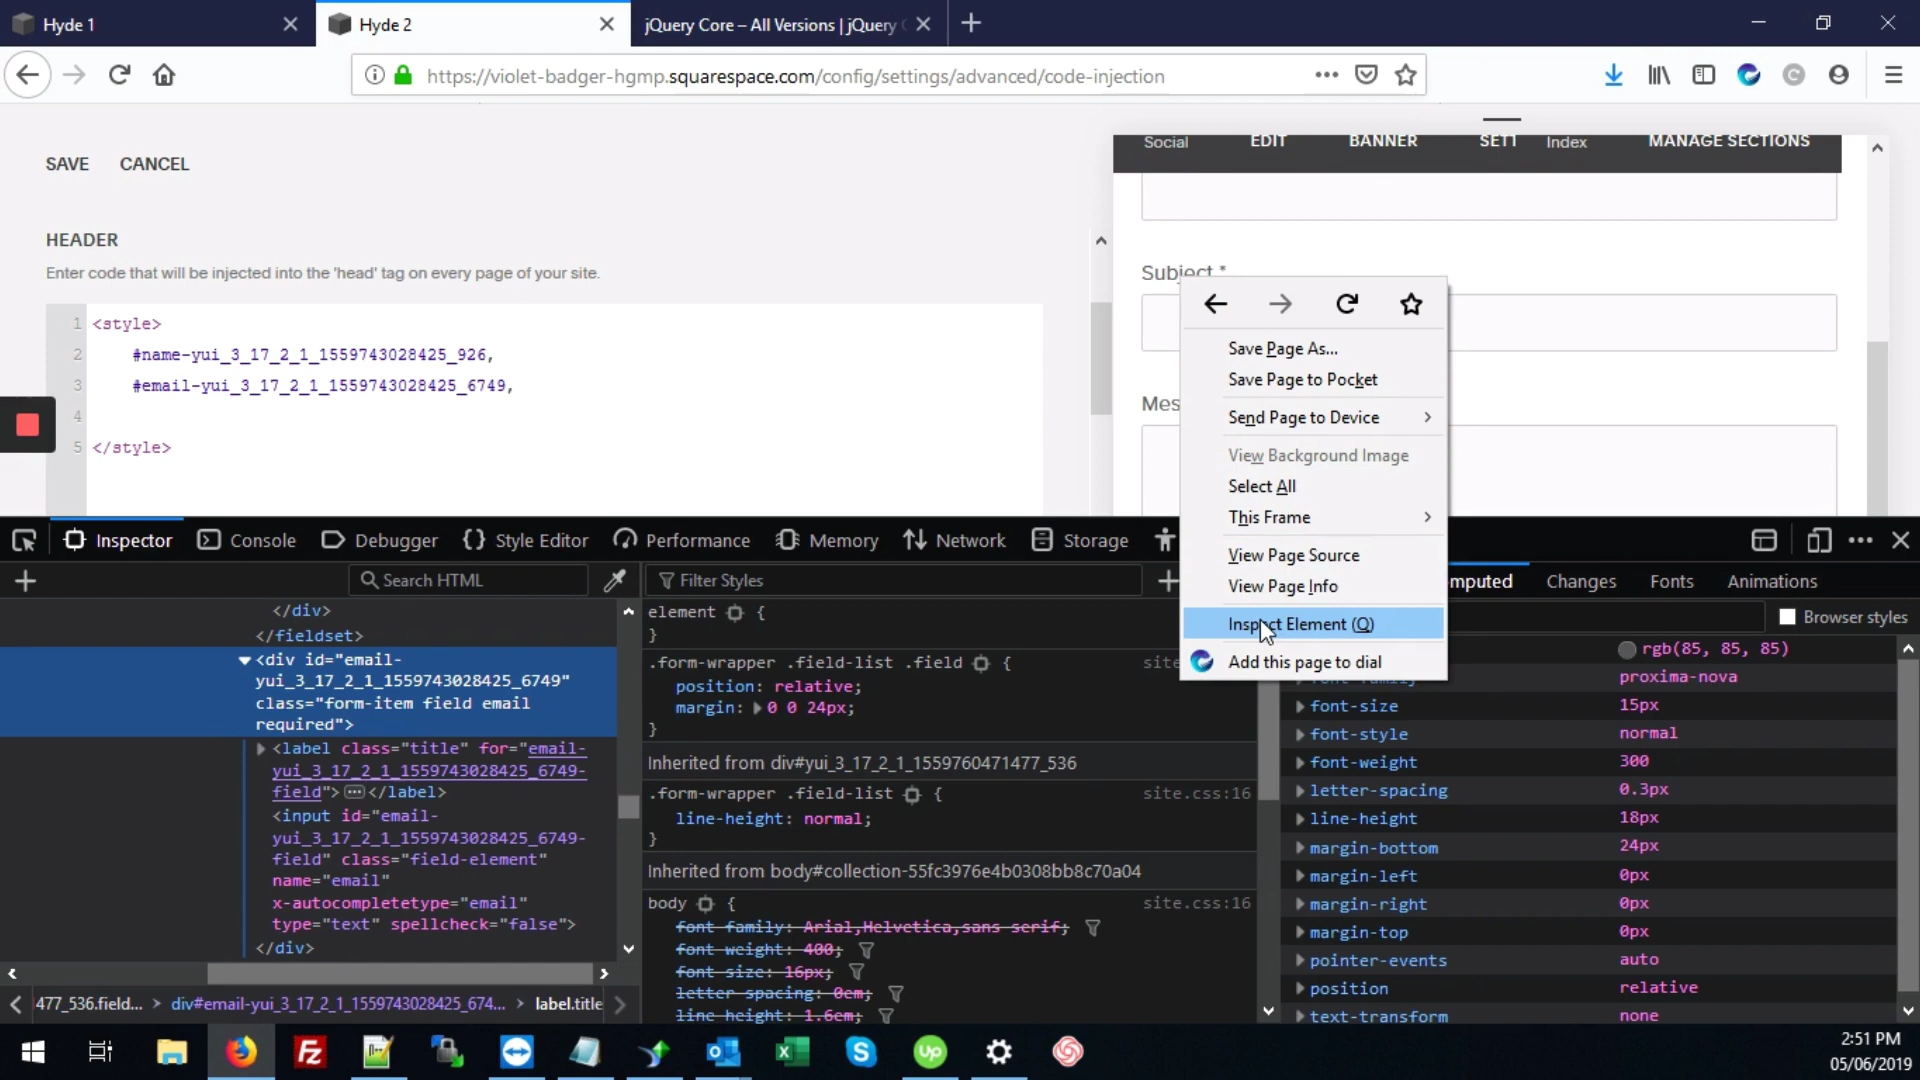 Hyde 1
Hyde 2
jQuery Core – All Versions | jQuery
https://violet-badger-hgmp.squarespace.com/config/settings/advanced/code-injection
SAVE
CANCEL
HEADER
Enter code that will be injected into the 'head' tag on every page of your site.
1 <style>
2 #name-yui_3_17_2_1_1559743028425_926,
3 #email-yui_3_17_2_1_1559743028425_6749,
4
5 </style>
Social
EDIT
BANNER
SETT
Index
MANAGE SECTIONS
Subject *
Mes
Save Page As...
Save Page to Pocket
Send Page to Device
View Background Image
Select All
This Frame
View Page Source
View Page Info
Inspect Element (Q)
Add this page to dial
Inspector
Console
Debugger
{} Style Editor
Performance
Memory
Network
Storage
Search HTML
Filter Styles
</div>
</fieldset>
<div id="email-
yui_3_17_2_1_1559743028425_6749"
class="form-item field email
required">
<label class="title" for="email-
yui_3_17_2_1_1559743028425_6749-
field"></label>
<input id="email-
yui_3_17_2_1_1559743028425_6749-
field" class="field-element"
name="email"
x-autocompletetype="email"
type="text" spellcheck="false">
</div>
477_536.field... > div#email-yui_3_17_2_1_1559743028425_674... > label.title
element {
}
.form-wrapper .field-list .field {
site
position: relative;
margin: 0 0 24px;
}
Inherited from div#yui_3_17_2_1_1559760471477_536
.form-wrapper .field-list {
site.css:16
line-height: normal;
}
Inherited from body#collection-55fc3976e4b0308bb8c70a04
body {
site.css:16
font-family: Arial,Helvetica,sans-serif;
font-weight: 400;
font-size: 16px;
letter-spacing: 0em;
line-height: 1.6em;
mputed
Changes
Fonts
Animations
Browser styles
rgb(85, 85, 85)
font-family proxima-nova
font-size 15px
font-style normal
font-weight 300
letter-spacing 0.3px
line-height 18px
margin-bottom 24px
margin-left 0px
margin-right 0px
margin-top 0px
pointer-events auto
position relative
text-transform none
2:51 PM
05/06/2019